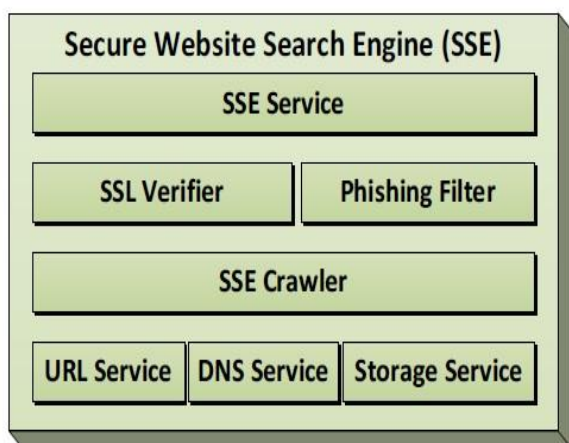 Secure Website Search Engine (SSE)
SSE Service
SSL Verifier Phishing Filter
SSE Crawler
URL Service DNS Service Storage Service